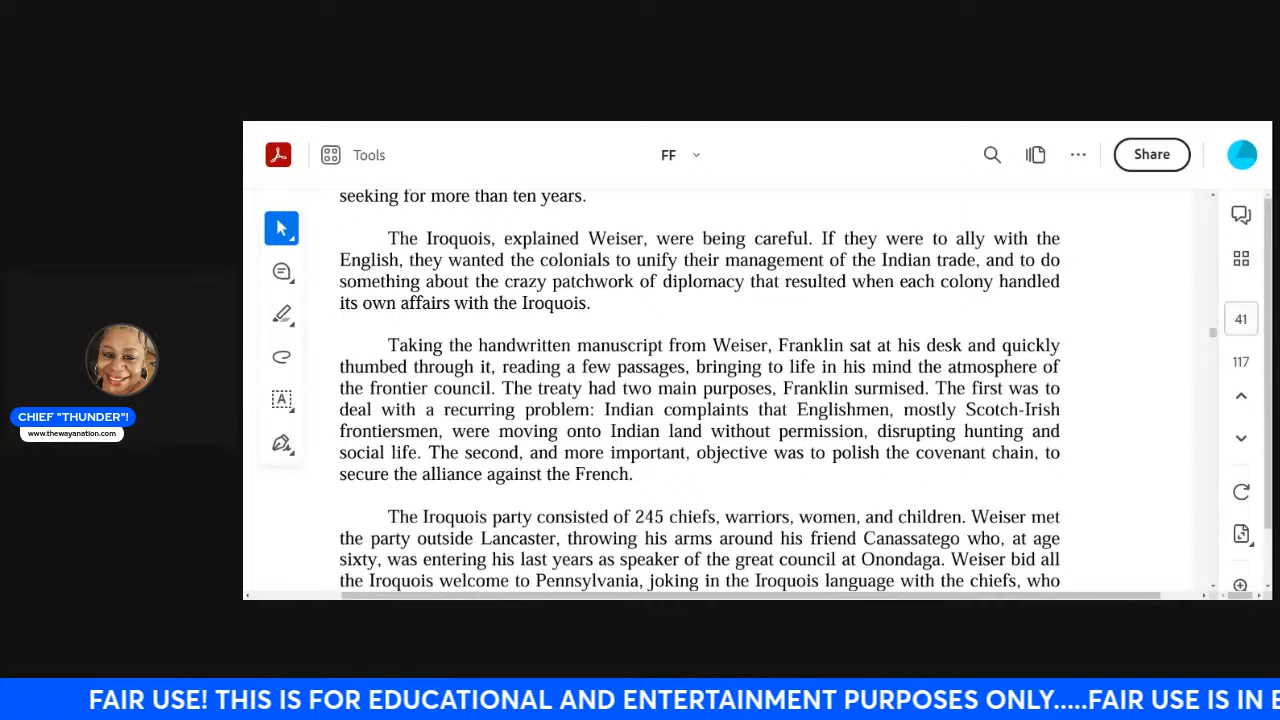 Tools
FF
Share
seeking for more than ten years.
The Iroquois, explained Weiser, were being careful. If they were to ally with the
English, they wanted the colonials to unify their management of the Indian trade, and to do
something about the crazy patchwork of diplomacy that resulted when each colony handled
its own affairs with the Iroquois.
Taking the handwritten manuscript from Weiser, Franklin sat at his desk and quickly
thumbed through it, reading a few passages, bringing to life in his mind the atmosphere of
the frontier council. The treaty had two main purposes, Franklin surmised. The first was to
deal with a recurring problem: Indian complaints that Englishmen, mostly Scotch-Irish
frontiersmen, were moving onto Indian land without permission, disrupting hunting and
social life. The second, and more important, objective was to polish the covenant chain, to
secure the alliance against the French.
The Iroquois party consisted of 245 chiefs, warriors, women, and children. Weiser met
the party outside Lancaster, throwing his arms around his friend Canassatego who, at age
sixty, was entering his last years as speaker of the great council at Onondaga. Weiser bid all
the Iroquois welcome to Pennsylvania, joking in the Iroquois language with the chiefs, who
41
117
CHIEF "THUNDER"!
www.thewayanation.com
FAIR USE! THIS IS FOR EDUCATIONAL AND ENTERTAINMENT PURPOSES ONLY.....FAIR USE IS IN E